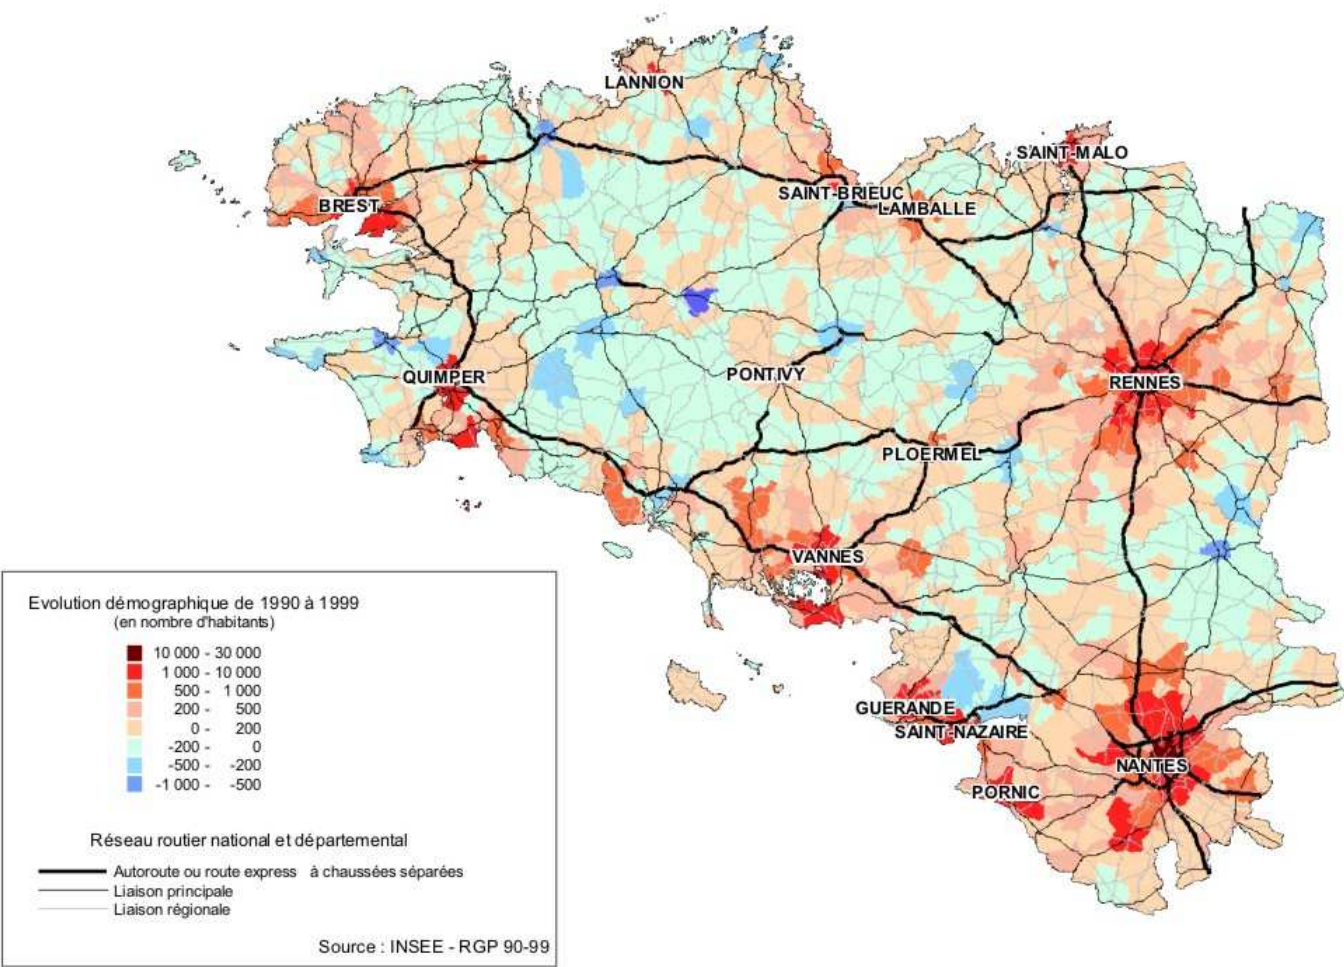 LANNION
SAINT-MALO
BREST
SAINT-BRIEUC
LAMBALLE
QUIMPER
PONTIVY
RENNES
PLOERMEL
VANNES
GUERANDE
SAINT-NAZAIRE
NANTES
PORNIC
Evolution démographique de 1990 à 1999
(en nombre d'habitants)
10 000 - 30 000
1 000 - 10 000
500 - 1 000
200 - 500
0 - 200
-200 - 0
-500 - -200
-1 000 - -500
Réseau routier national et départemental
Autoroute ou route express à chaussées séparées
Liaison principale
Liaison régionale
Source : INSEE - RGP 90-99